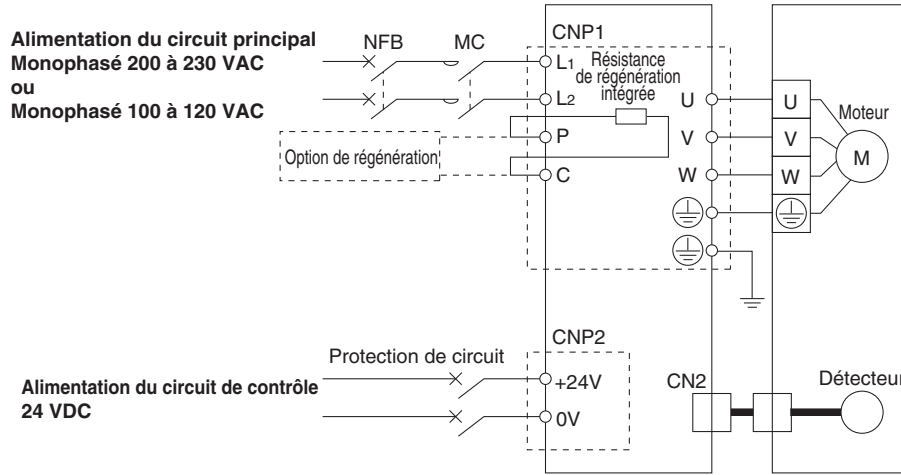 Alimentation du circuit principal
Monophasé 200 à 230 VAC
ou
Monophasé 100 à 120 VAC
NFB
MC
CNP1
L1
L2
P
C
Résistance
de régénération
intégrée
Option de régénération
U
V
W
U
V
W
Moteur
M
CNP2
Protection de circuit
+24V
0V
Alimentation du circuit de contrôle
24 VDC
CN2
Détecteur